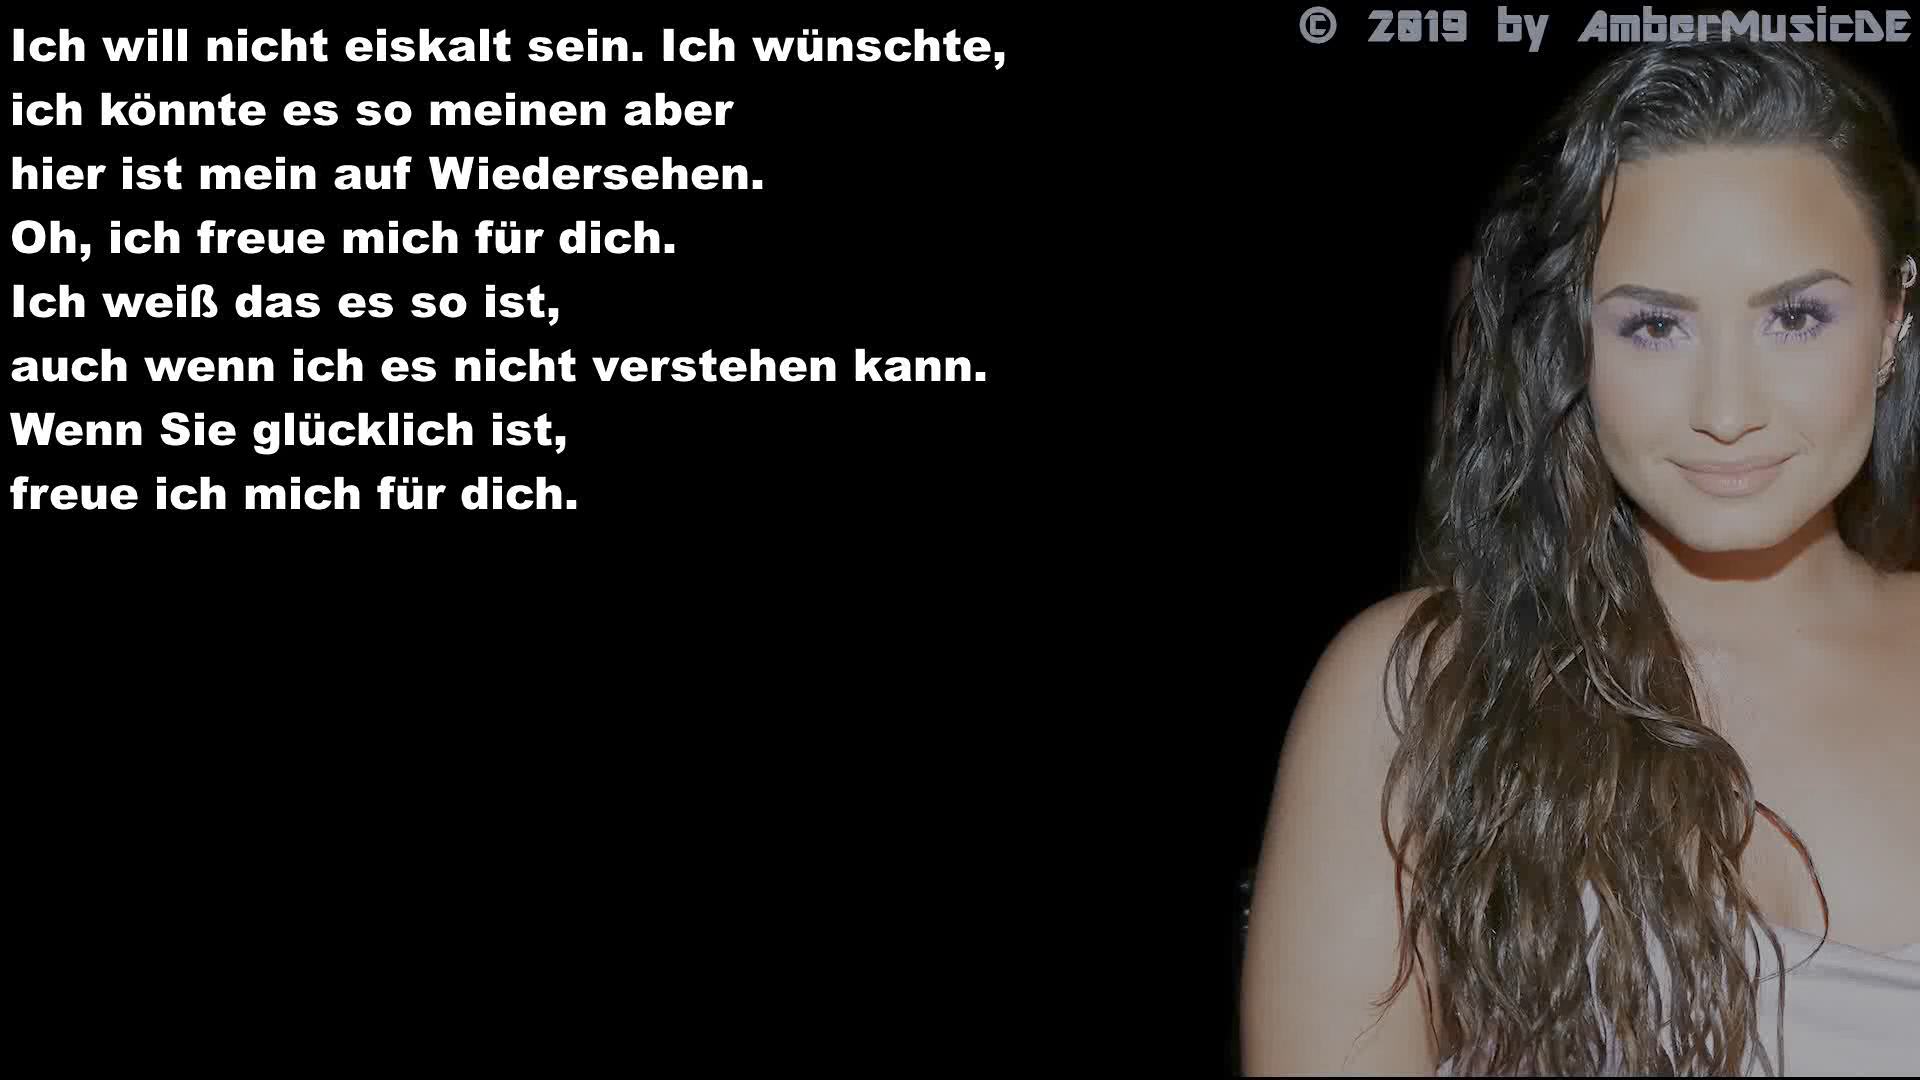 © 2019 by AmberMusicDE
Ich will nicht eiskalt sein. Ich wünschte,
ich könnte es so meinen aber
hier ist mein auf Wiedersehen.
Oh, ich freue mich für dich.
Ich weiß das es so ist,
auch wenn ich es nicht verstehen kann.
Wenn Sie glücklich ist,
freue ich mich für dich.